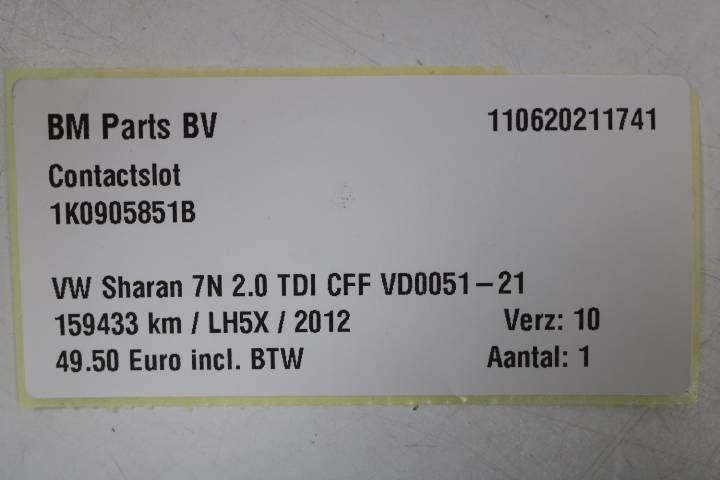 BM Parts BV 110620211741
Contactslot
1K0905851B
VW Sharan 7N 2.0 TDI CFF VD0051-21
159433 km / LH5X / 2012 Verz: 10
49.50 Euro incl. BTW Aantal: 1